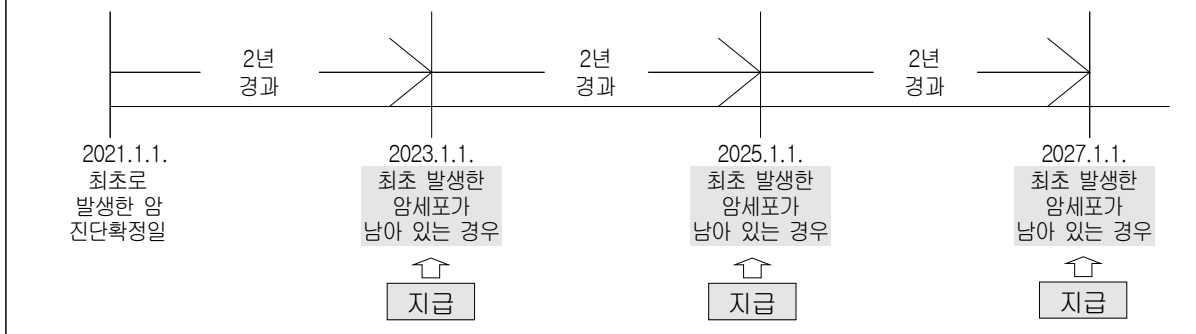 2년
경과
2년
경과
2년
경과
2021.1.1.
최초로
발생한 암
진단확정일
2023.1.1.
최초 발생한
암세포가
남아 있는 경우
지급
2025.1.1.
최초 발생한
암세포가
남아 있는 경우
지급
2027.1.1.
최초 발생한
암세포가
남아 있는 경우
지급